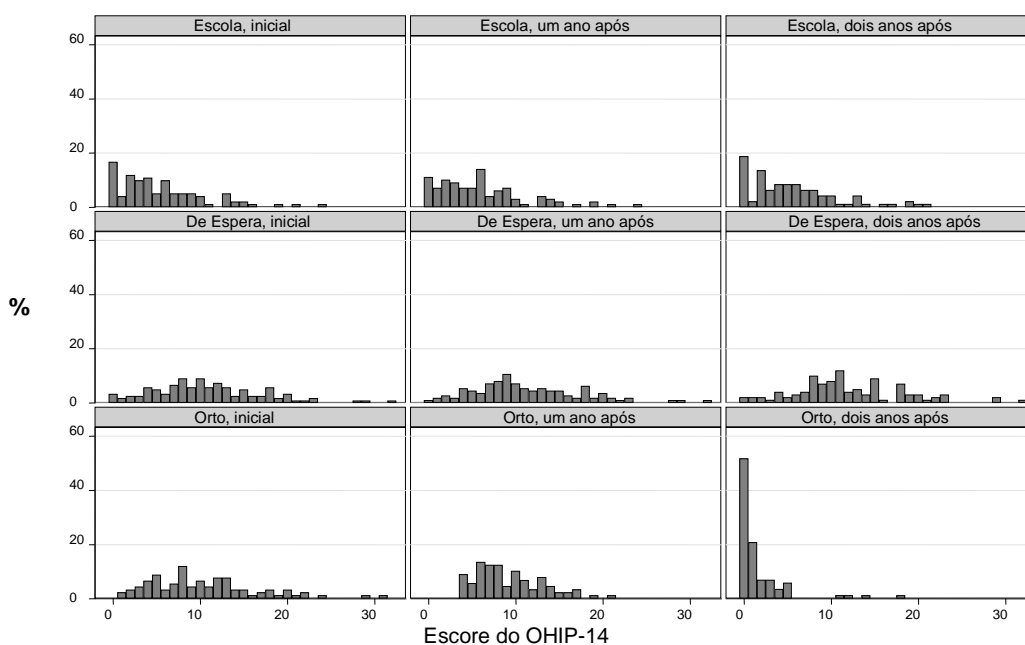 Escola, inicial
Escola, um ano após
Escola, dois anos após
60
40
20
0
De Espera, inicial
De Espera, um ano após
De Espera, dois anos após
60
40
20
0
%
Orto, inicial
Orto, um ano após
Orto, dois anos após
60
40
20
0
0 10 20 30
0 10 20 30
0 10 20 30
Escore do OHIP-14